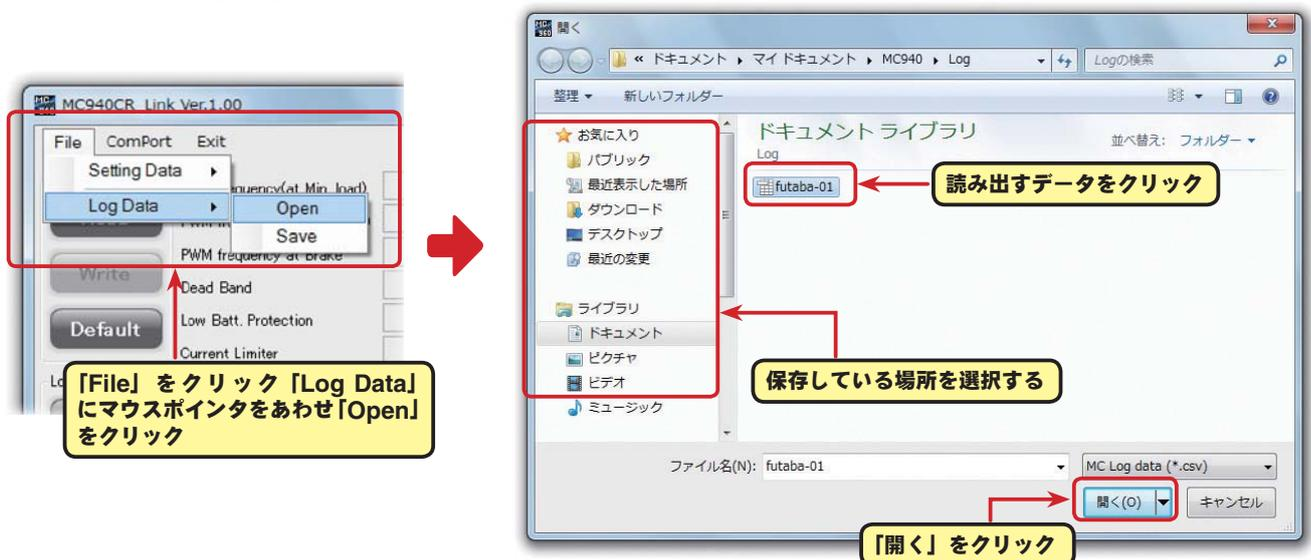 MC940CR Link Ver.1.00
File ComPort Exit
Setting Data
Log Data
Open
Save
quency(at Min load)
PWM frequency at Brake
Write
Dead Band
Default
Low Batt. Protection
Current Limiter
「File」をクリック「Log Data」
にマウスポインタをあわせ「Open」
をクリック
開く
« ドキュメント ▸ マイ ドキュメント ▸ MC940 ▸ Log
Logの検索
整理 ▼ 新しいフォルダー
お気に入り
パブリック
最近表示した場所
ダウンロード
デスクトップ
最近の変更
ライブラリ
ドキュメント
ピクチャ
ビデオ
ミュージック
ドキュメント ライブラリ
Log
並べ替え: フォルダー ▼
futaba-01
読み出すデータをクリック
保存している場所を選択する
ファイル名(N): futaba-01
MC Log data (*.csv)
開く(O)
キャンセル
「開く」をクリック